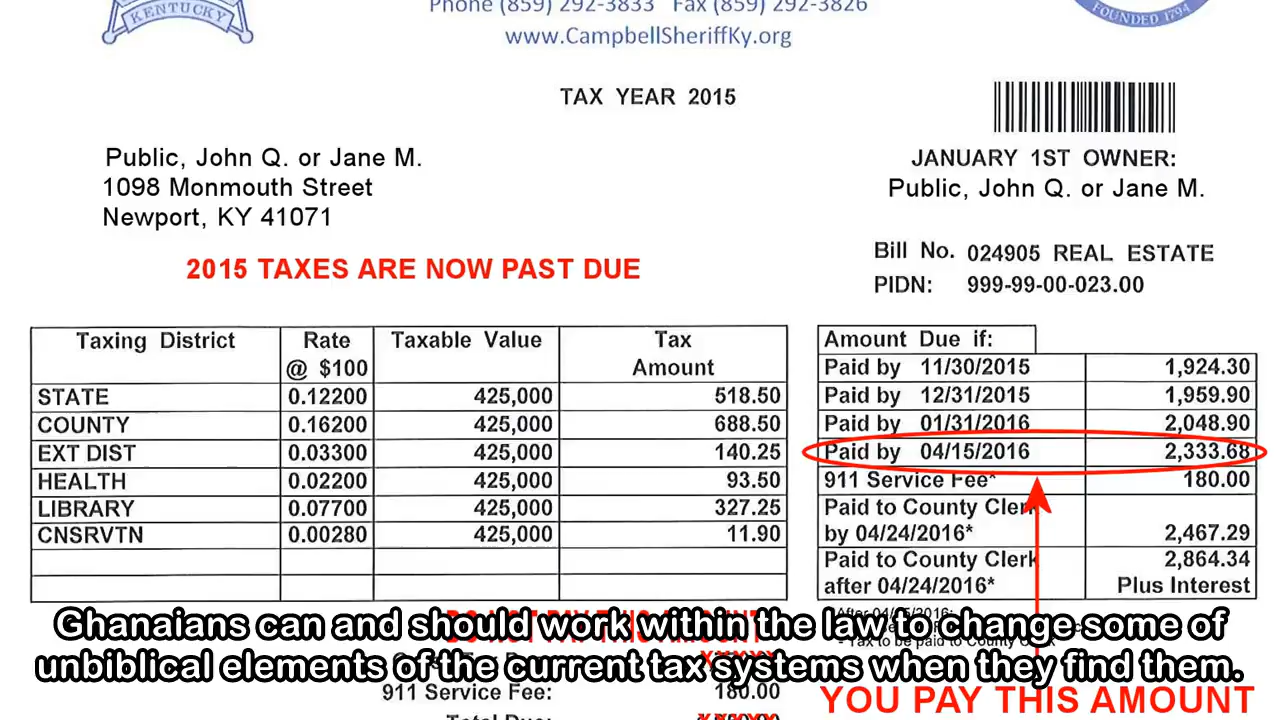 KENTUCKY
Phone (859) 292-3833 Fax (859) 292-3826
FOUNDED 1794
www.CampbellSheriffKy.org
TAX YEAR 2015
Public, John Q. or Jane M.
1098 Monmouth Street
Newport, KY 41071
JANUARY 1ST OWNER:
Public, John Q. or Jane M.
2015 TAXES ARE NOW PAST DUE
Bill No. 024905 REAL ESTATE
PIDN: 999-99-00-023.00
Taxing District Rate @ $100 Taxable Value Tax Amount
STATE 0.12200 425,000 518.50
COUNTY 0.16200 425,000 688.50
EXT DIST 0.03300 425,000 140.25
HEALTH 0.02200 425,000 93.50
LIBRARY 0.07700 425,000 327.25
CNSRVTN 0.00280 425,000 11.90
Amount Due if:
Paid by 11/30/2015 1,924.30
Paid by 12/31/2015 1,959.90
Paid by 01/31/2016 2,048.90
Paid by 04/15/2016 2,333.68
911 Service Fee* 180.00
Paid to County Clerk
by 04/24/2016* 2,467.29
Paid to County Clerk 2,864.34
after 04/24/2016* Plus Interest
Ghanaians can and should work within the law to change some of
unbiblical elements of the current tax systems when they find them.
911 Service Fee: 180.00
YOU PAY THIS AMOUNT